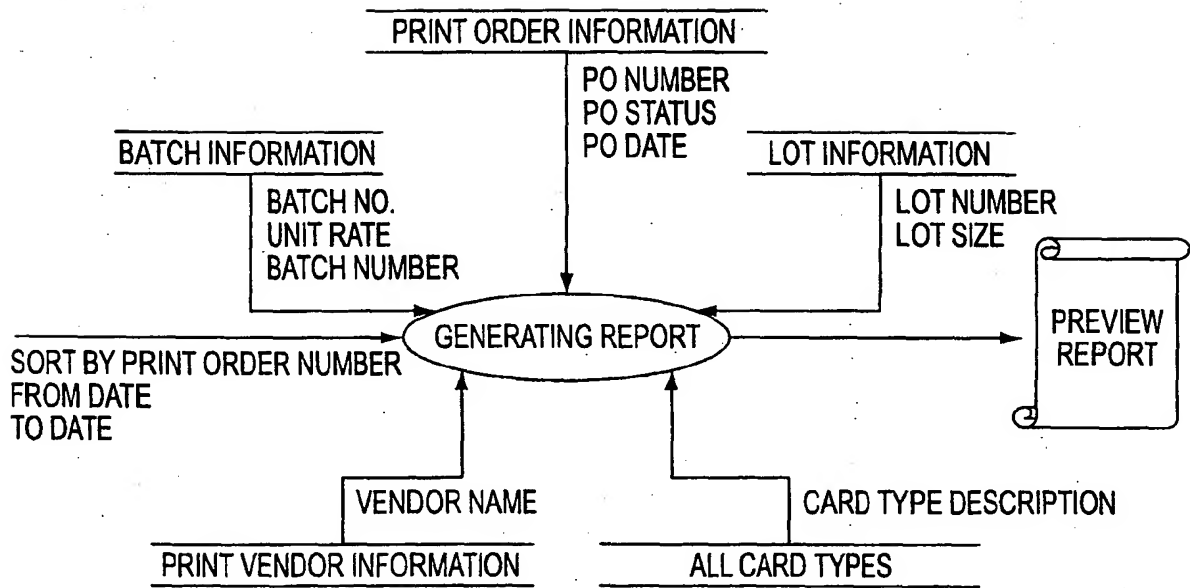 PRINT ORDER INFORMATION
PO NUMBER
PO STATUS
PO DATE
BATCH INFORMATION
BATCH NO.
UNIT RATE
BATCH NUMBER
LOT INFORMATION
LOT NUMBER
LOT SIZE
GENERATING REPORT
PREVIEW
REPORT
SORT BY PRINT ORDER NUMBER
FROM DATE
TO DATE
VENDOR NAME
PRINT VENDOR INFORMATION
CARD TYPE DESCRIPTION
ALL CARD TYPES